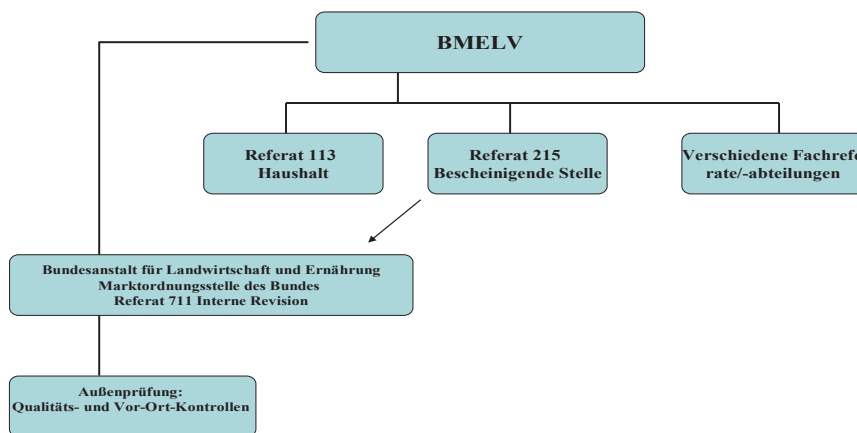 BMELV
Referat 113
Haushalt
Referat 215
Bescheinigende Stelle
Verschiedene Fachrefe
rate/-abteilungen
Bundesanstalt für Landwirtschaft und Ernährung
Marktordnungsstelle des Bundes
Referat 711 Interne Revision
Außenprüfung:
Qualitäts- und Vor-Ort-Kontrollen